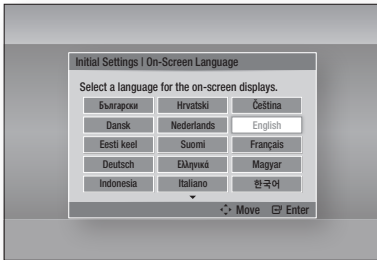 Initial Settings | On-Screen Language
Select a language for the on-screen displays.
Български Hrvatski Čeština
Dansk Nederlands English
Eesti keel Suomi Français
Deutsch Ελληνικά Magyar
Indonesia Italiano 한국어
Move Enter